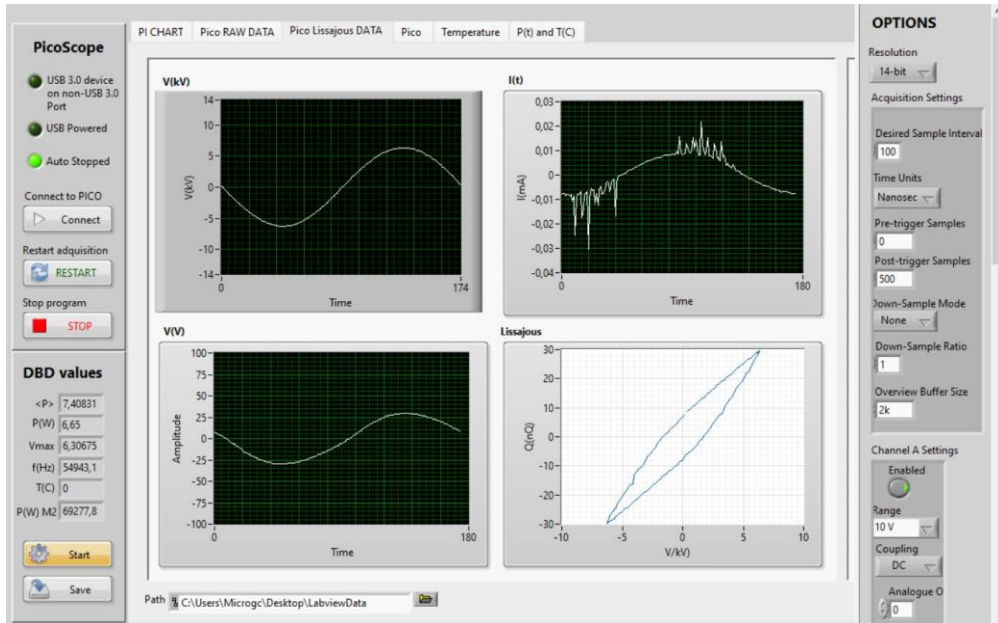 PicoScope
USB 3.0 device
on non-USB 3.0
Port
USB Powered
Auto Stopped
Connect to PICO
Connect
Restart adquisition
RESTART
Stop program
STOP
DBD values
<P> 7,40831
P(W) 6,65
Vmax 6,30675
f(Hz) 54943,1
T(C) 0
P(W) M2 69277,8
Start
Save
PI CHART Pico RAW DATA Pico Lissajous DATA Pico Temperature P(t) and T(C)
V(kV)
14
10
5
0
-5
-10
-14
V(kV)
0 174
Time
I(t)
0,03
0,02
0,01
0
-0,01
-0,02
-0,03
-0,04
I(mA)
0 180
Time
V(V)
100
75
50
25
0
-25
-50
-75
-100
Amplitude
0 180
Time
Lissajous
30
20
10
0
-10
-20
-30
Q(nQ)
-10 -5 0 5 10
V/kV)
Path C:\Users\Microgc\Desktop\LabviewData
OPTIONS
Resolution
14-bit
Acquisition Settings
Desired Sample Interval
100
Time Units
Nanosec
Pre-trigger Samples
0
Post-trigger Samples
500
Down-Sample Mode
None
Down-Sample Ratio
1
Overview Buffer Size
2k
Channel A Settings
Enabled
Range
10 V
Coupling
DC
Analogue O
0